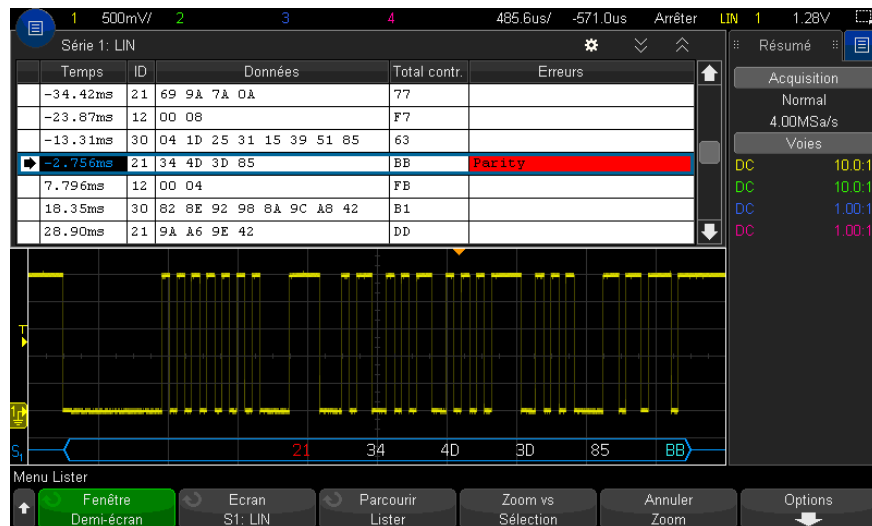 1 500mV/ 2 3 4 485.6us/ -571.0us Arrêter LIN 1 1.28V
Série 1: LIN
Résumé
Temps ID Données Total contr. Erreurs
-34.42ms 21 69 9A 7A 0A 77
-23.87ms 12 00 08 F7
-13.31ms 30 04 1D 25 31 15 39 51 85 63
-2.756ms 21 34 4D 3D 85 BB Parity
7.796ms 12 00 04 FB
18.35ms 30 82 8E 92 98 8A 9C A8 42 B1
28.90ms 21 9A A6 9E 42 DD
Acquisition
Normal
4.00MSa/s
Voies
DC 10.0:1
DC 10.0:1
DC 1.00:1
DC 1.00:1
T
1
S1 21 34 4D 3D 85 BB
Menu Lister
Fenêtre
Demi-écran
Ecran
S1: LIN
Parcourir
Lister
Zoom vs
Sélection
Annuler
Zoom
Options